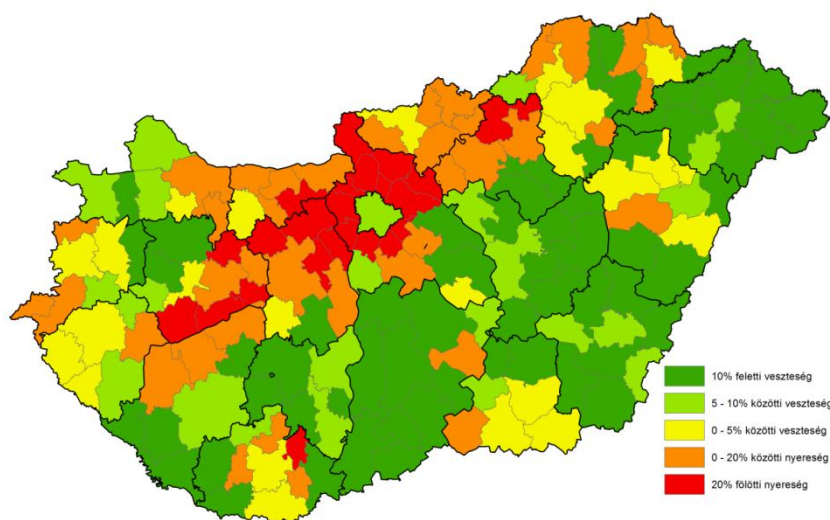 10% feletti veszteség
5 - 10% közötti veszteség
0 - 5% közötti veszteség
0 - 20% közötti nyereség
20% fölötti nyereség